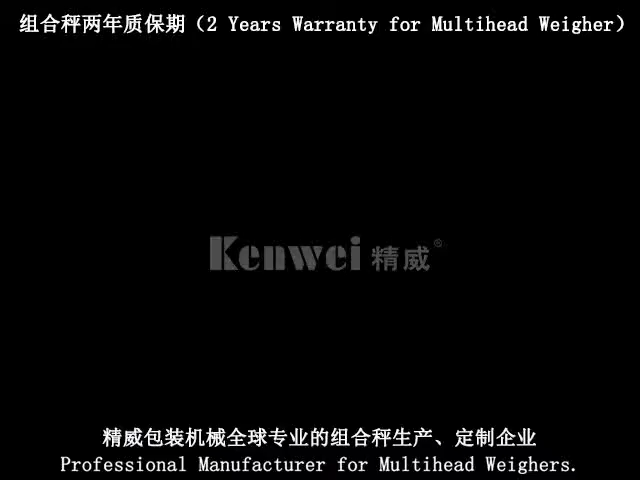 组合秤两年质保期（2 Years Warranty for Multihead Weigher）
Kenwei 精威®
精威包装机械全球专业的组合秤生产、定制企业
Professional Manufacturer for Multihead Weighers.